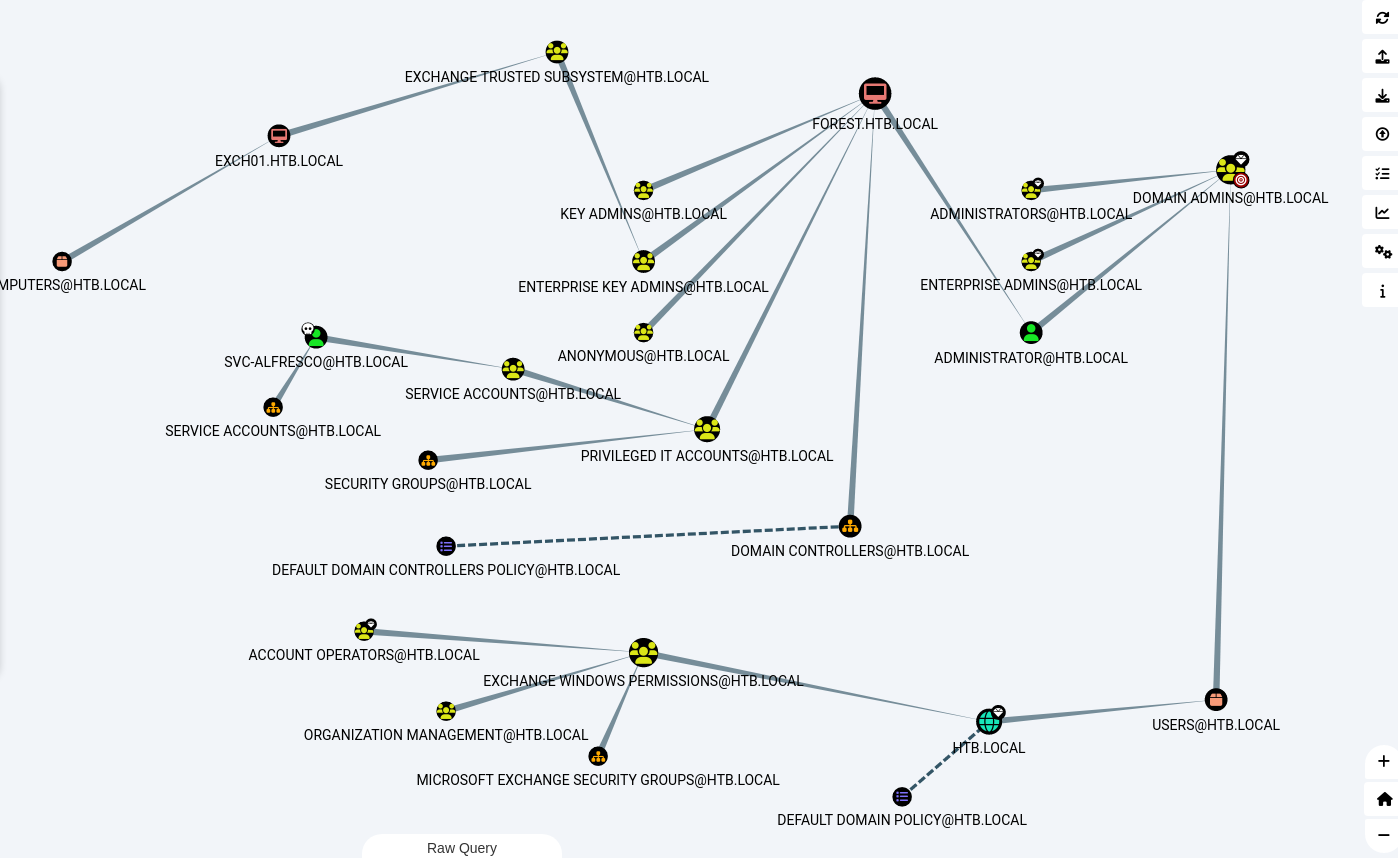 EXCHANGE TRUSTED SUBSYSTEM@HTB.LOCAL
FOREST.HTB.LOCAL
EXCH01.HTB.LOCAL
DOMAIN ADMINS@HTB.LOCAL
KEY ADMINS@HTB.LOCAL
ADMINISTRATORS@HTB.LOCAL
MPUTERS@HTB.LOCAL
ENTERPRISE KEY ADMINS@HTB.LOCAL
ENTERPRISE ADMINS@HTB.LOCAL
ANONYMOUS@HTB.LOCAL
ADMINISTRATOR@HTB.LOCAL
SVC-ALFRESCO@HTB.LOCAL
SERVICE ACCOUNTS@HTB.LOCAL
SERVICE ACCOUNTS@HTB.LOCAL
PRIVILEGED IT ACCOUNTS@HTB.LOCAL
SECURITY GROUPS@HTB.LOCAL
DOMAIN CONTROLLERS@HTB.LOCAL
DEFAULT DOMAIN CONTROLLERS POLICY@HTB.LOCAL
ACCOUNT OPERATORS@HTB.LOCAL
EXCHANGE WINDOWS PERMISSIONS@HTB.LOCAL
USERS@HTB.LOCAL
ORGANIZATION MANAGEMENT@HTB.LOCAL
HTB.LOCAL
MICROSOFT EXCHANGE SECURITY GROUPS@HTB.LOCAL
DEFAULT DOMAIN POLICY@HTB.LOCAL
Raw Query